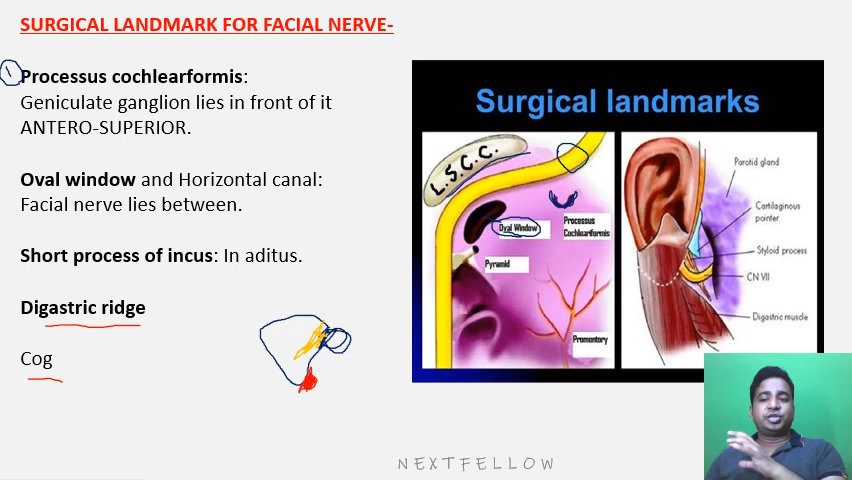 SURGICAL LANDMARK FOR FACIAL NERVE-
Processus cochlearformis:
Geniculate ganglion lies in front of it
ANTERO-SUPERIOR.
Oval window and Horizontal canal:
Facial nerve lies between.
Short process of incus: In aditus.
Digastric ridge
Cog
Surgical landmarks
L.S.C.C.
Oval Window
Processus
Cochleariformis
Pyramid
Promontory
Parotid gland
Cartilaginous
pointer
Styloid process
CN VII
Digastric muscle
NEXTFELLOW